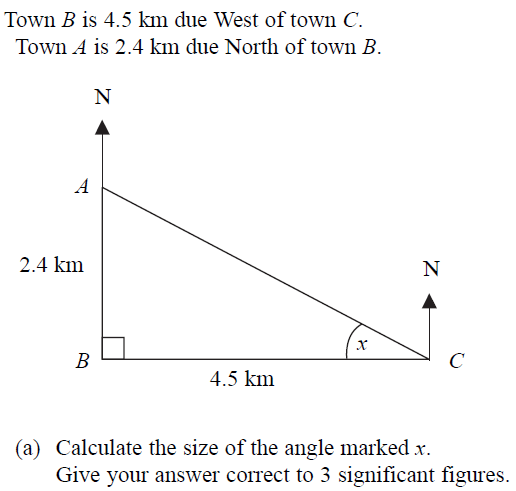 Town B is 4.5 km due West of town C.
Town A is 2.4 km due North of town B.
N
A
2.4 km
N
x
B
C
4.5 km
(a) Calculate the size of the angle marked x.
Give your answer correct to 3 significant figures.